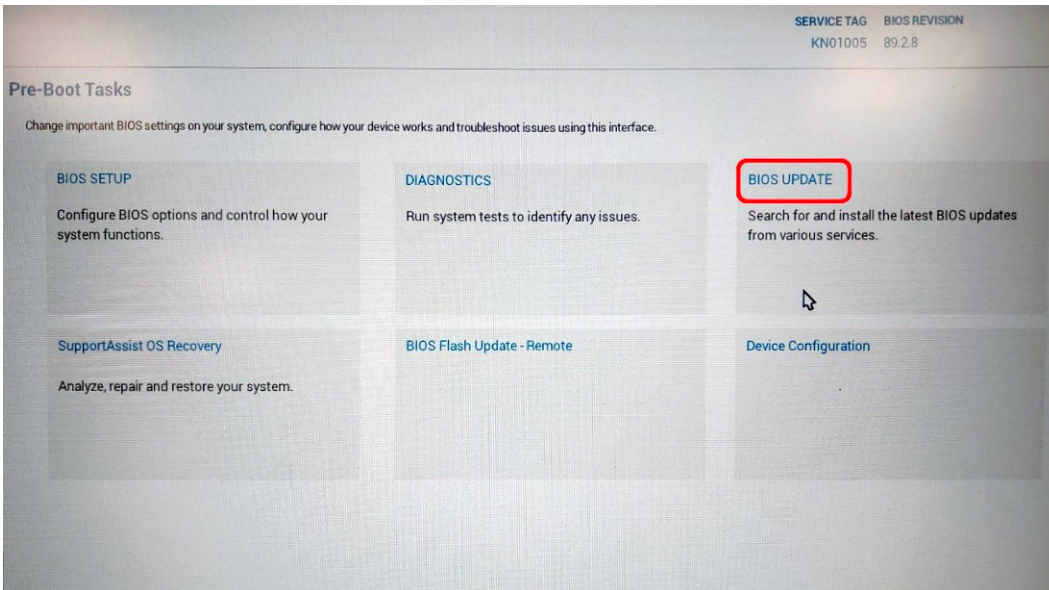 SERVICE TAG BIOS REVISION
KN01005 89.2.8
Pre-Boot Tasks
Change important BIOS settings on your system, configure how your device works and troubleshoot issues using this interface.
BIOS SETUP
Configure BIOS options and control how your
system functions.
DIAGNOSTICS
Run system tests to identify any issues.
BIOS UPDATE
Search for and install the latest BIOS updates
from various services.
SupportAssist OS Recovery
Analyze, repair and restore your system.
BIOS Flash Update - Remote
Device Configuration